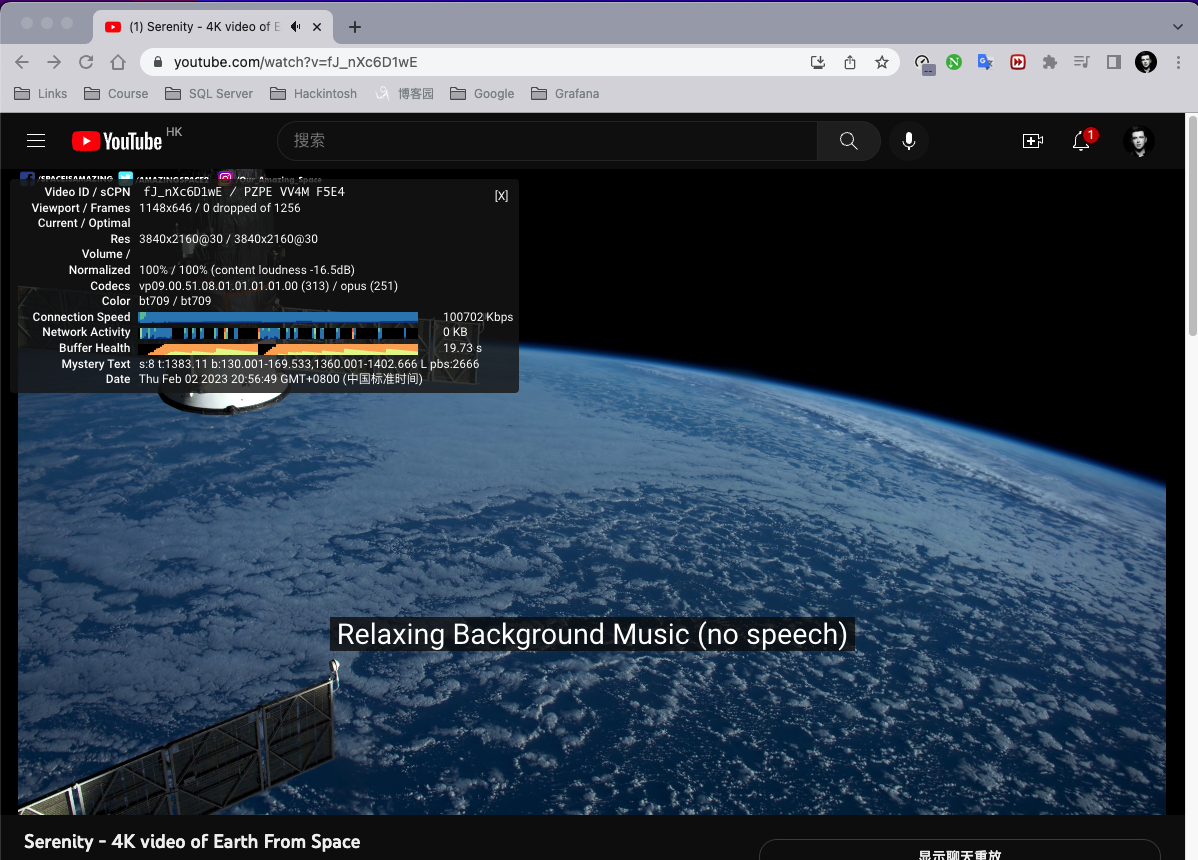 (1) Serenity - 4K video of E
youtube.com/watch?v=fJ_nXc6D1wE
Links Course SQL Server Hackintosh 博客园 Google Grafana
YouTube HK 搜索 1
/SPACEISAMAZING /AMAZINGSPACE2 /Our_Amazing_Space
Video ID / sCPN fJ_nXc6D1wE / PZPE VV4M F5E4 [X]
Viewport / Frames 1148x646 / 0 dropped of 1256
Current / Optimal
Res 3840x2160@30 / 3840x2160@30
Volume /
Normalized 100% / 100% (content loudness -16.5dB)
Codecs vp09.00.51.08.01.01.01.01.00 (313) / opus (251)
Color bt709 / bt709
Connection Speed 100702 Kbps
Network Activity 0 KB
Buffer Health 19.73 s
Mystery Text s:8 t:1383.11 b:130.001-169.533,1360.001-1402.666 L pbs:2666
Date Thu Feb 02 2023 20:56:49 GMT+0800 (中国标准时间)
Relaxing Background Music (no speech)
Serenity - 4K video of Earth From Space
显示聊天重放